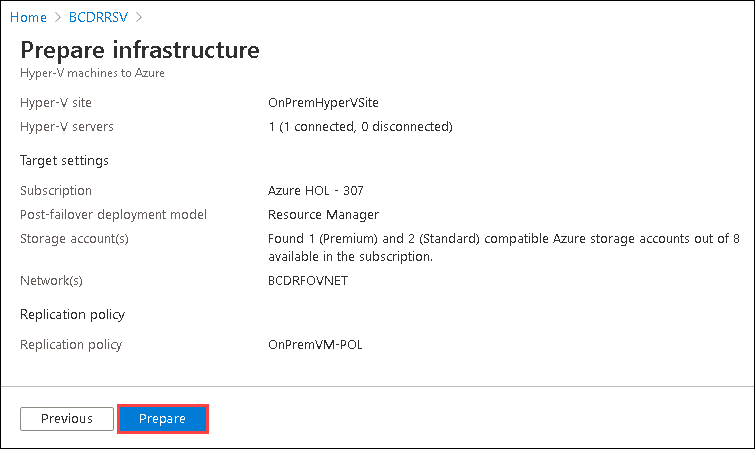 Home > BCDRRSV >
Prepare infrastructure
Hyper-V machines to Azure
Hyper-V site OnPremHyperVSite
Hyper-V servers 1 (1 connected, 0 disconnected)
Target settings
Subscription Azure HOL - 307
Post-failover deployment model Resource Manager
Storage account(s) Found 1 (Premium) and 2 (Standard) compatible Azure storage accounts out of 8
available in the subscription.
Network(s) BCDRFOVNET
Replication policy
Replication policy OnPremVM-POL
Previous Prepare